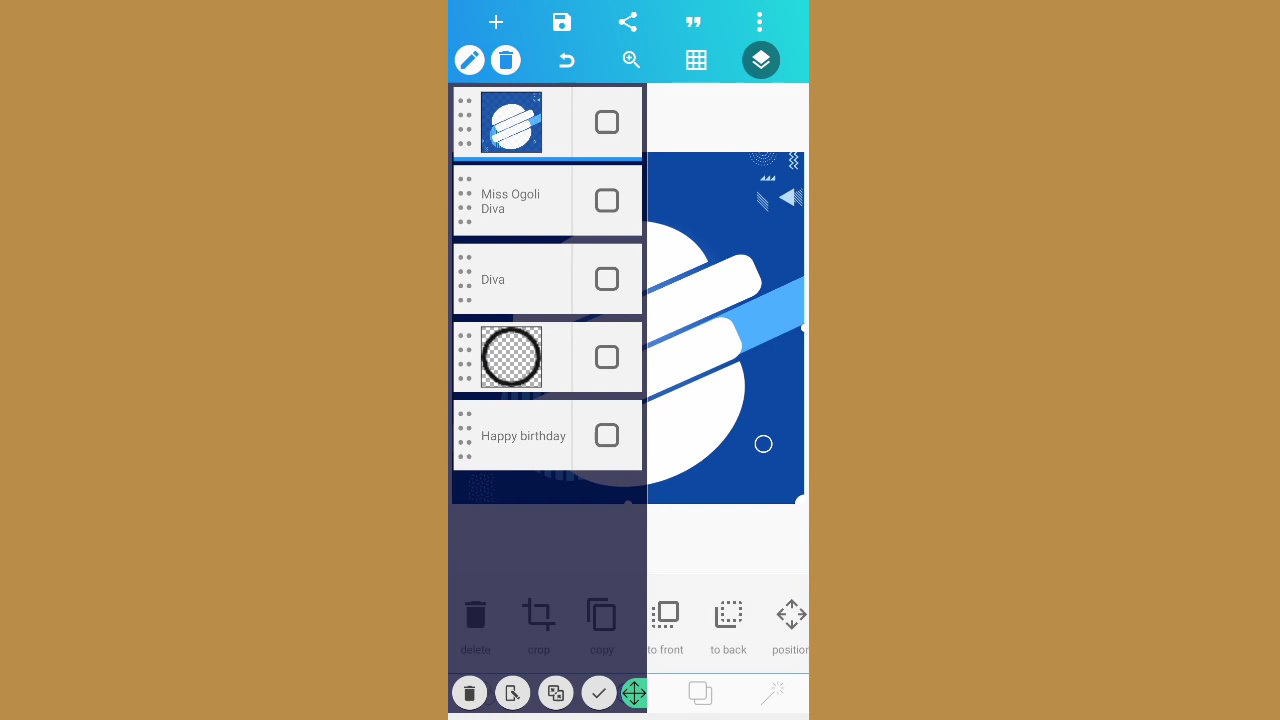 Miss Ogoli
Diva
Diva
Happy birthday
delete
crop
copy
to front
to back
position